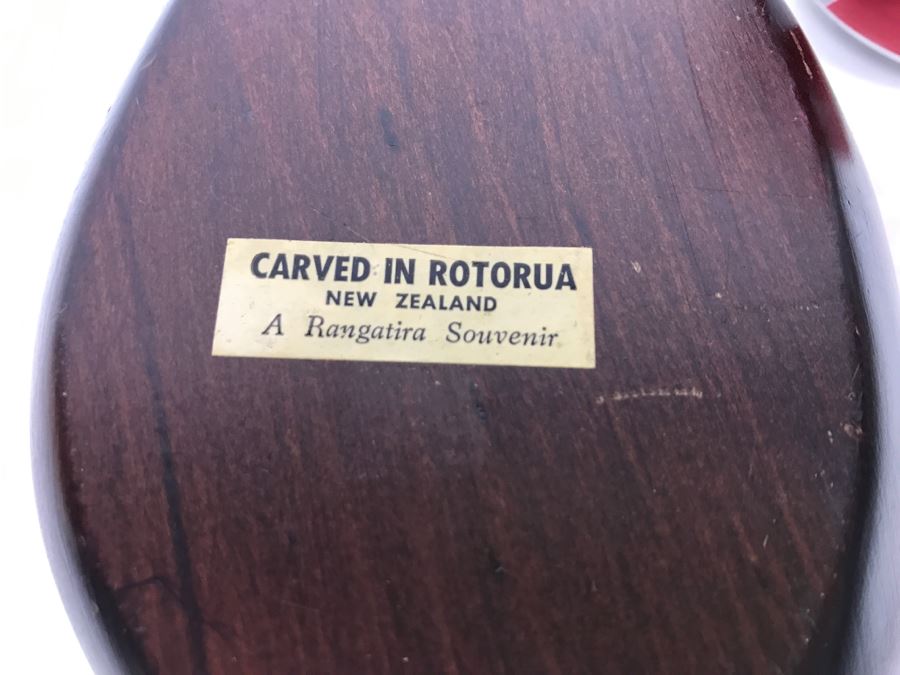 CARVED IN ROTORUA
NEW ZEALAND
A Rangatira Souvenir